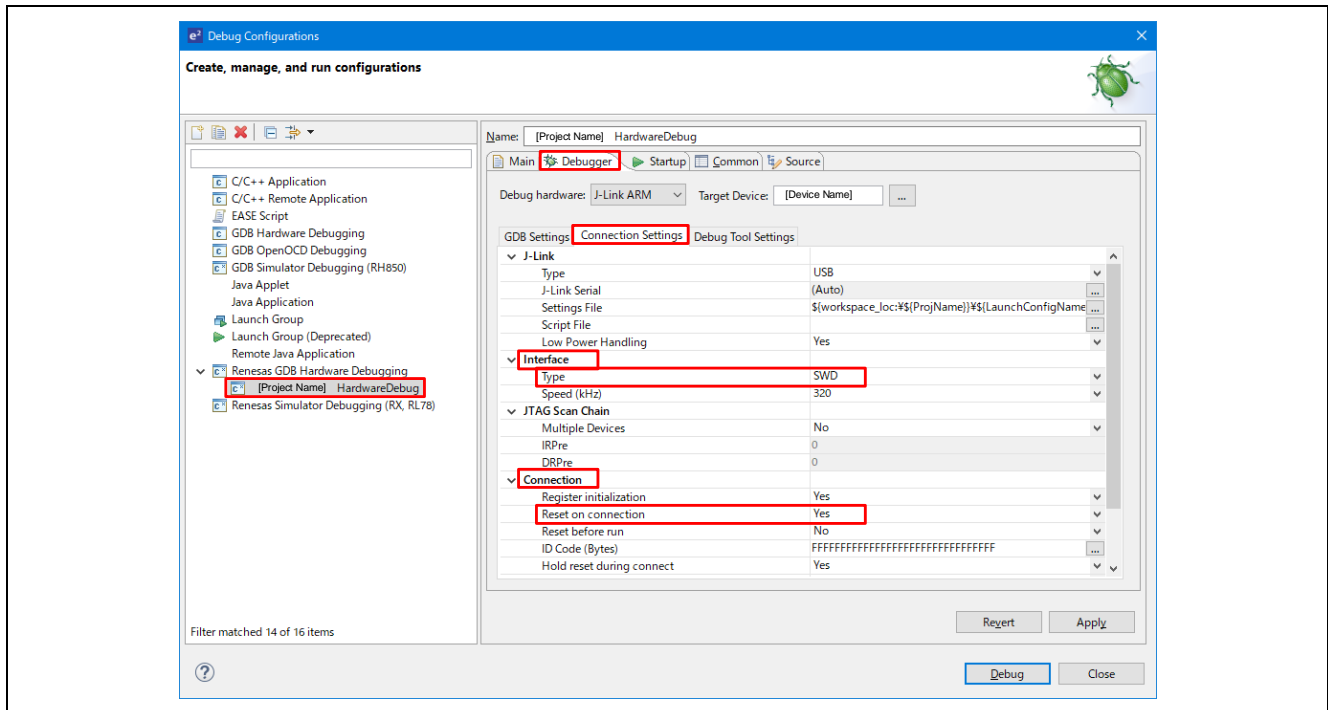 e² Debug Configurations
Create, manage, and run configurations
Name: [Project Name] HardwareDebug
Main Debugger Startup Common Source
C/C++ Application
C/C++ Remote Application
EASE Script
GDB Hardware Debugging
GDB OpenOCD Debugging
GDB Simulator Debugging (RH850)
Java Applet
Java Application
Launch Group
Launch Group (Deprecated)
Remote Java Application
Renesas GDB Hardware Debugging
[Project Name] HardwareDebug
Renesas Simulator Debugging (RX, RL78)
Filter matched 14 of 16 items
Debug hardware: J-Link ARM Target Device: [Device Name] ...
GDB Settings Connection Settings Debug Tool Settings
J-Link
Type USB
J-Link Serial (Auto) ...
Settings File ${workspace_loc:¥${ProjName}}¥${LaunchConfigName ...
Script File ...
Low Power Handling Yes
Interface
Type SWD
Speed (kHz) 320
JTAG Scan Chain
Multiple Devices No
IRPre 0
DRPre 0
Connection
Register initialization Yes
Reset on connection Yes
Reset before run No
ID Code (Bytes) FFFFFFFFFFFFFFFFFFFFFFFFFFFFFFFF ...
Hold reset during connect Yes
Revert Apply
? Debug Close